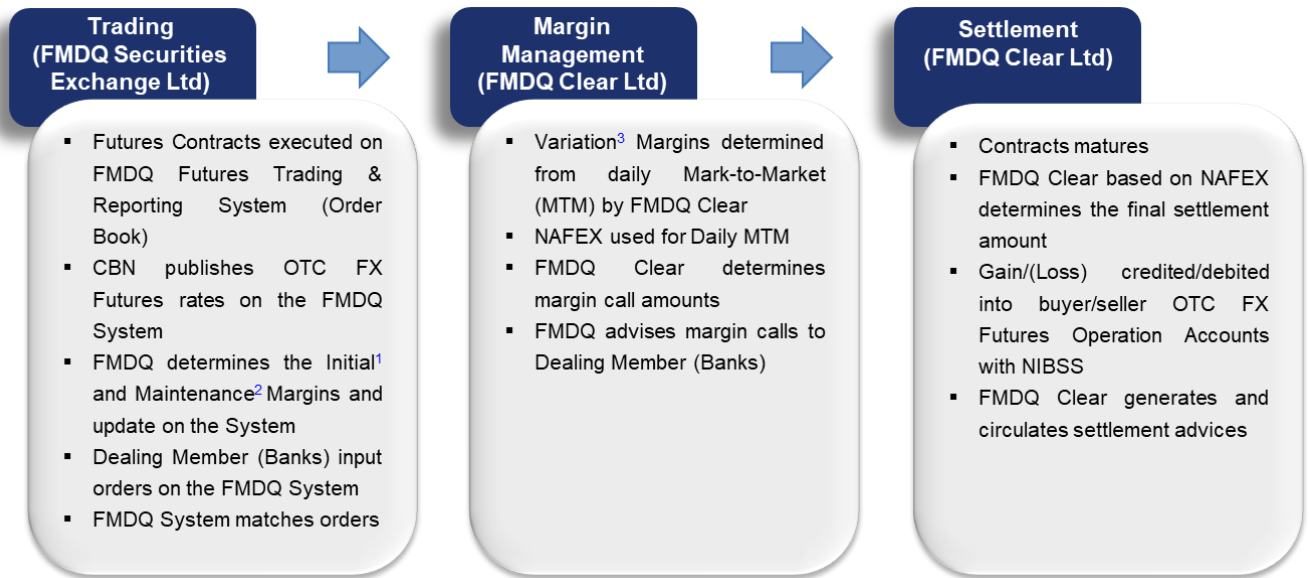 Trading
(FMDQ Securities
Exchange Ltd)
▪ Futures Contracts executed on
FMDQ Futures Trading &
Reporting System (Order
Book)
▪ CBN publishes OTC FX
Futures rates on the FMDQ
System
▪ FMDQ determines the Initial¹
and Maintenance² Margins and
update on the System
▪ Dealing Member (Banks) input
orders on the FMDQ System
▪ FMDQ System matches orders
Margin
Management
(FMDQ Clear Ltd)
▪ Variation³ Margins determined
from daily Mark-to-Market
(MTM) by FMDQ Clear
▪ NAFEX used for Daily MTM
▪ FMDQ Clear determines
margin call amounts
▪ FMDQ advises margin calls to
Dealing Member (Banks)
Settlement
(FMDQ Clear Ltd)
▪ Contracts matures
▪ FMDQ Clear based on NAFEX
determines the final settlement
amount
▪ Gain/(Loss) credited/debited
into buyer/seller OTC FX
Futures Operation Accounts
with NIBSS
▪ FMDQ Clear generates and
circulates settlement advices